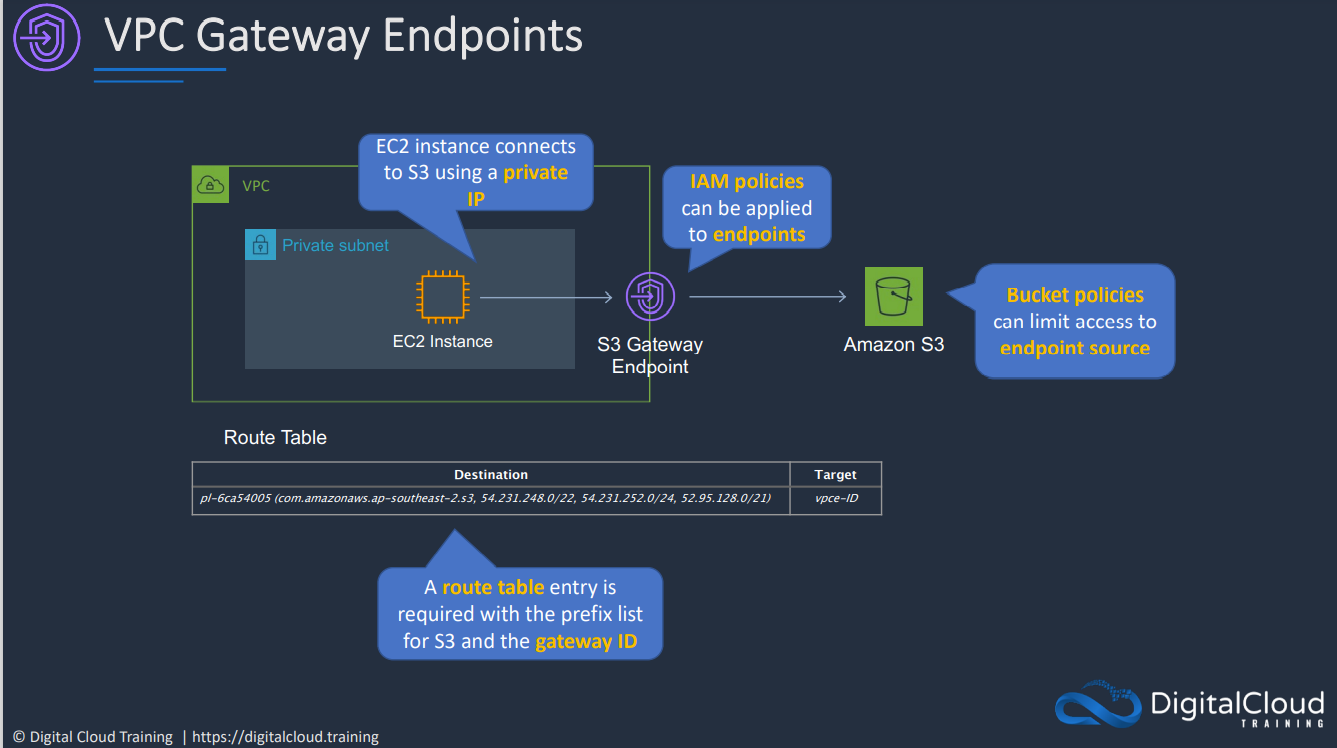 VPC Gateway Endpoints
EC2 instance connects
to S3 using a private
IP
IAM policies
can be applied
to endpoints
VPC
Private subnet
EC2 Instance
S3 Gateway
Endpoint
Amazon S3
Bucket policies
can limit access to
endpoint source
Route Table
Destination Target
pl-6ca54005 (com.amazonaws.ap-southeast-2.s3, 54.231.248.0/22, 54.231.252.0/24, 52.95.128.0/21) vpce-ID
A route table entry is
required with the prefix list
for S3 and the gateway ID
DigitalCloud
TRAINING
© Digital Cloud Training | https://digitalcloud.training